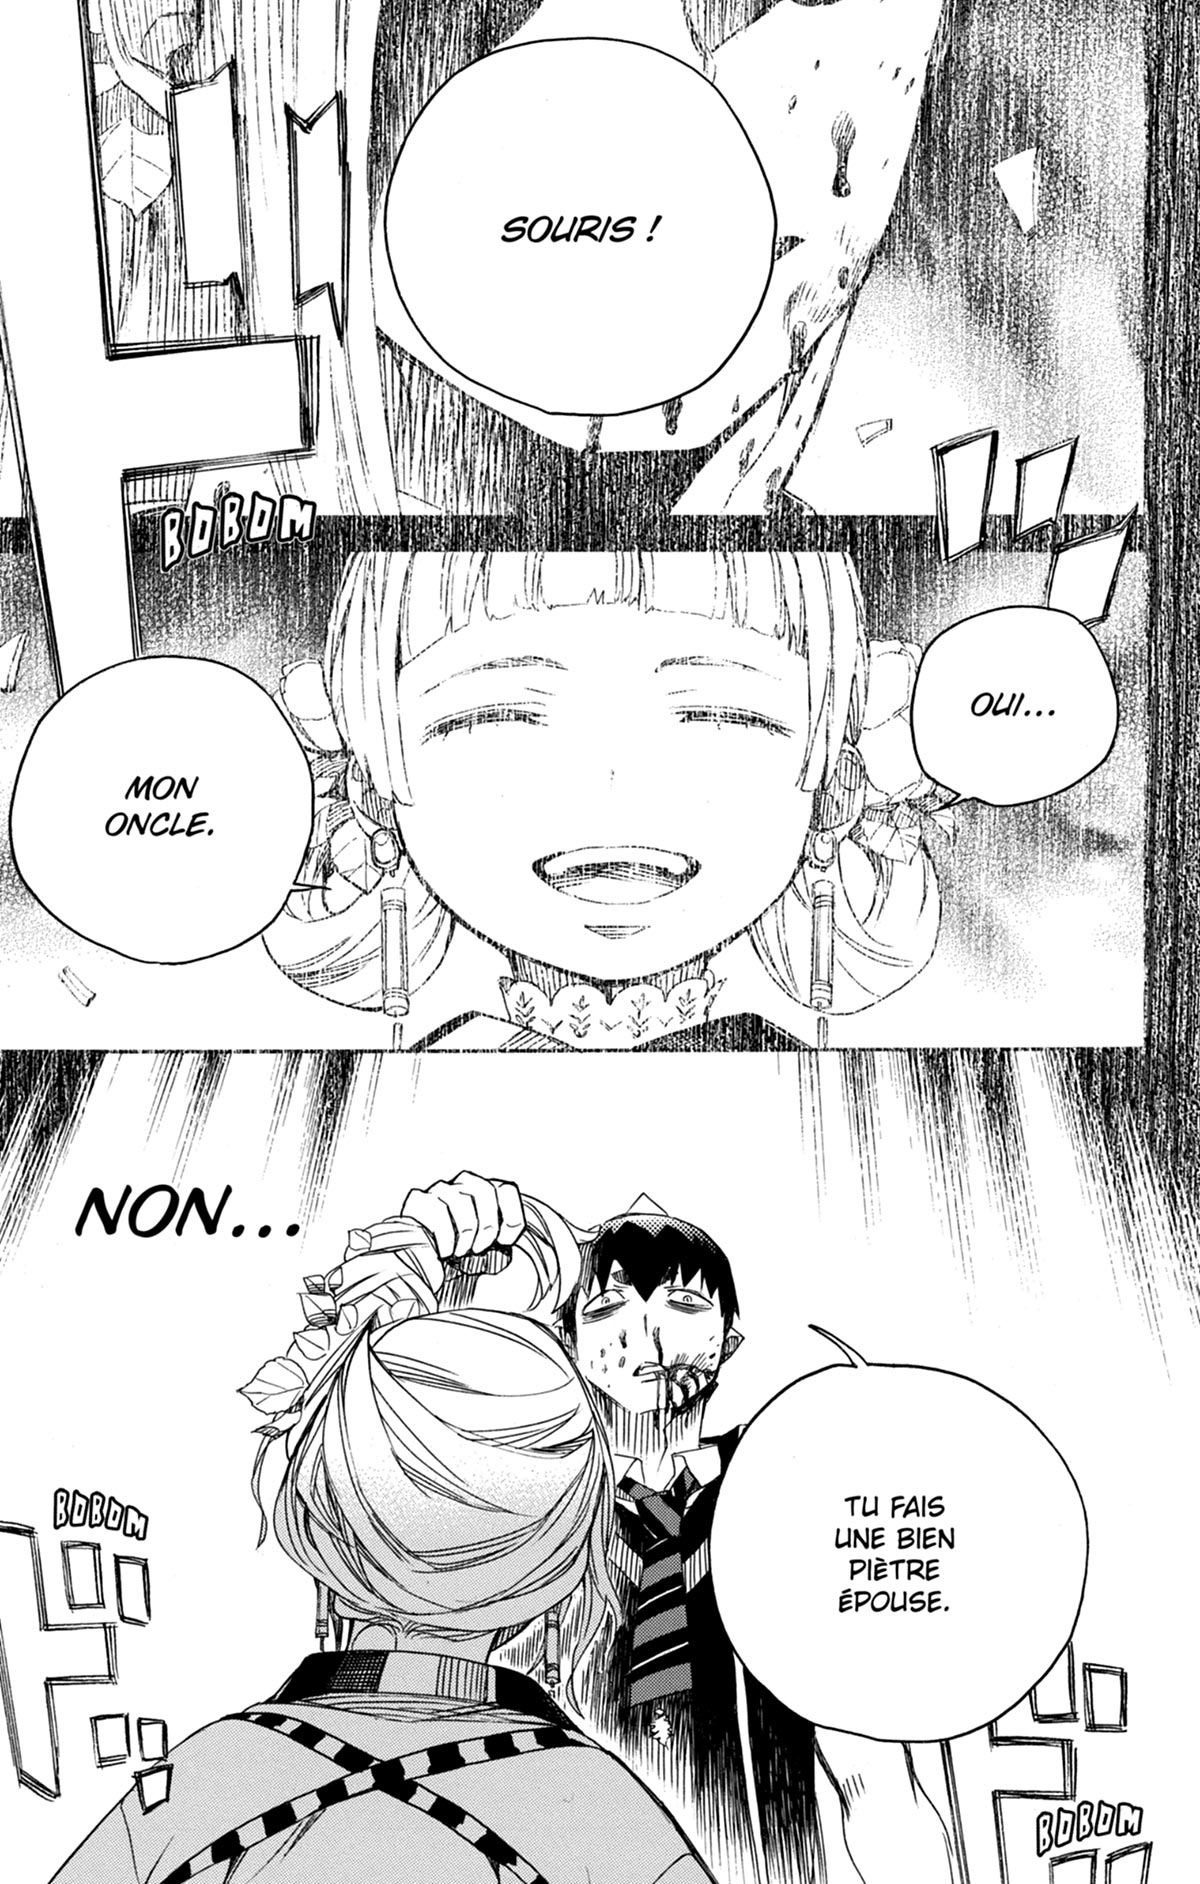 SOURIS !
BOBOM
OUI...
MON
ONCLE.
NON...
TU FAIS
UNE BIEN
PIÈTRE
ÉPOUSE.
BOBOM
BOBOM